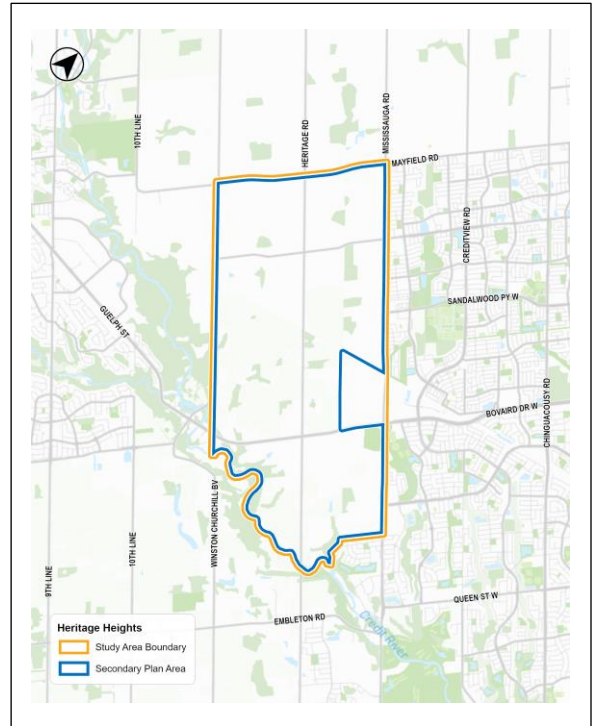 10TH LINE
HERITAGE RD
MISSISSAUGA RD
MAYFIELD RD
CREDITVIEW RD
SANDALWOOD PY W
GUELPH ST
BOVAIRD DR W
CHINGUACOUSY RD
WINSTON CHURCHILL BV
10TH LINE
9TH LINE
QUEEN ST W
EMBLETON RD
Credit River
Heritage Heights
Study Area Boundary
Secondary Plan Area